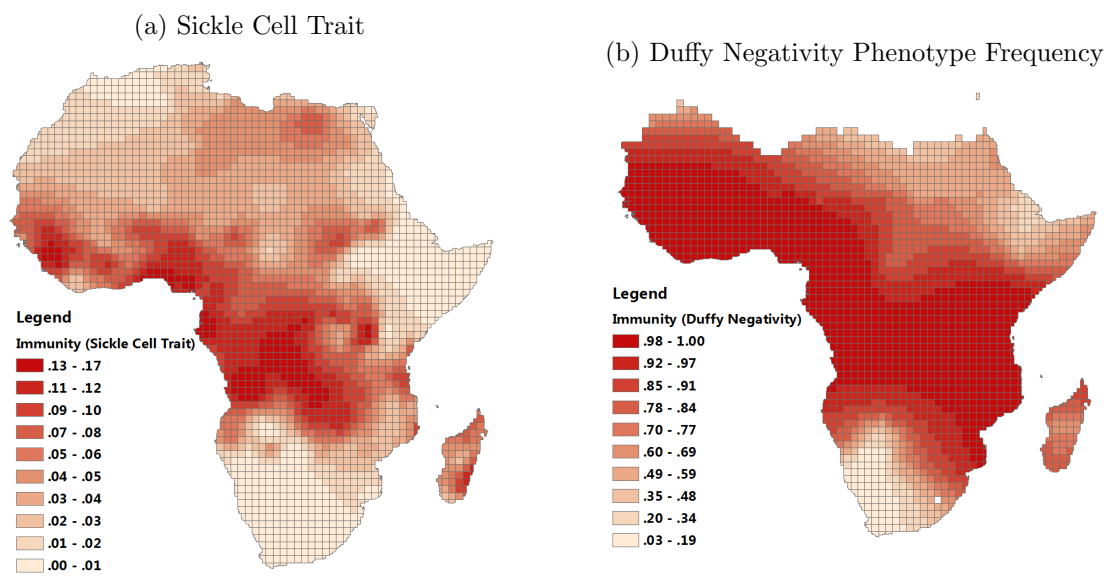 (a) Sickle Cell Trait
Legend
Immunity (Sickle Cell Trait)
.13 - .17
.11 - .12
.09 - .10
.07 - .08
.05 - .06
.04 - .05
.03 - .04
.02 - .03
.01 - .02
.00 - .01
(b) Duffy Negativity Phenotype Frequency
Legend
Immunity (Duffy Negativity)
.98 - 1.00
.92 - .97
.85 - .91
.78 - .84
.70 - .77
.60 - .69
.49 - .59
.35 - .48
.20 - .34
.03 - .19